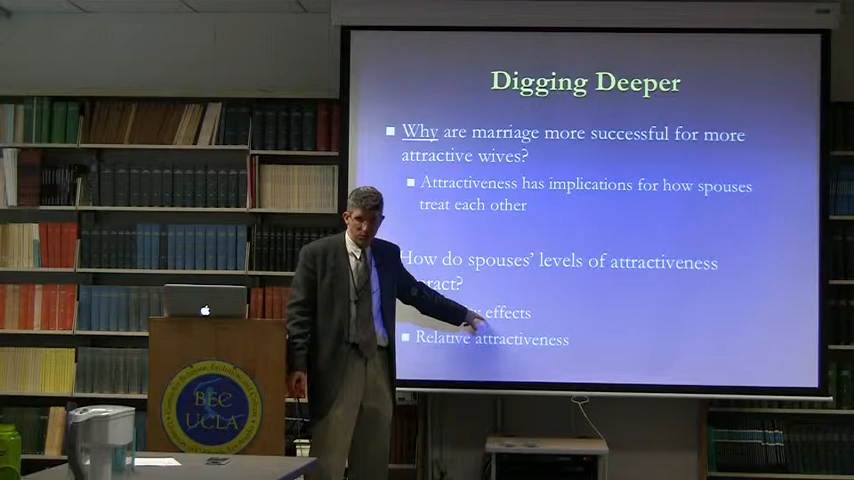 Digging Deeper
Why are marriage more successful for more
attractive wives?
Attractiveness has implications for how spouses
treat each other
How do spouses' levels of attractiveness
effects
Relative attractiveness
BEC
UCLA